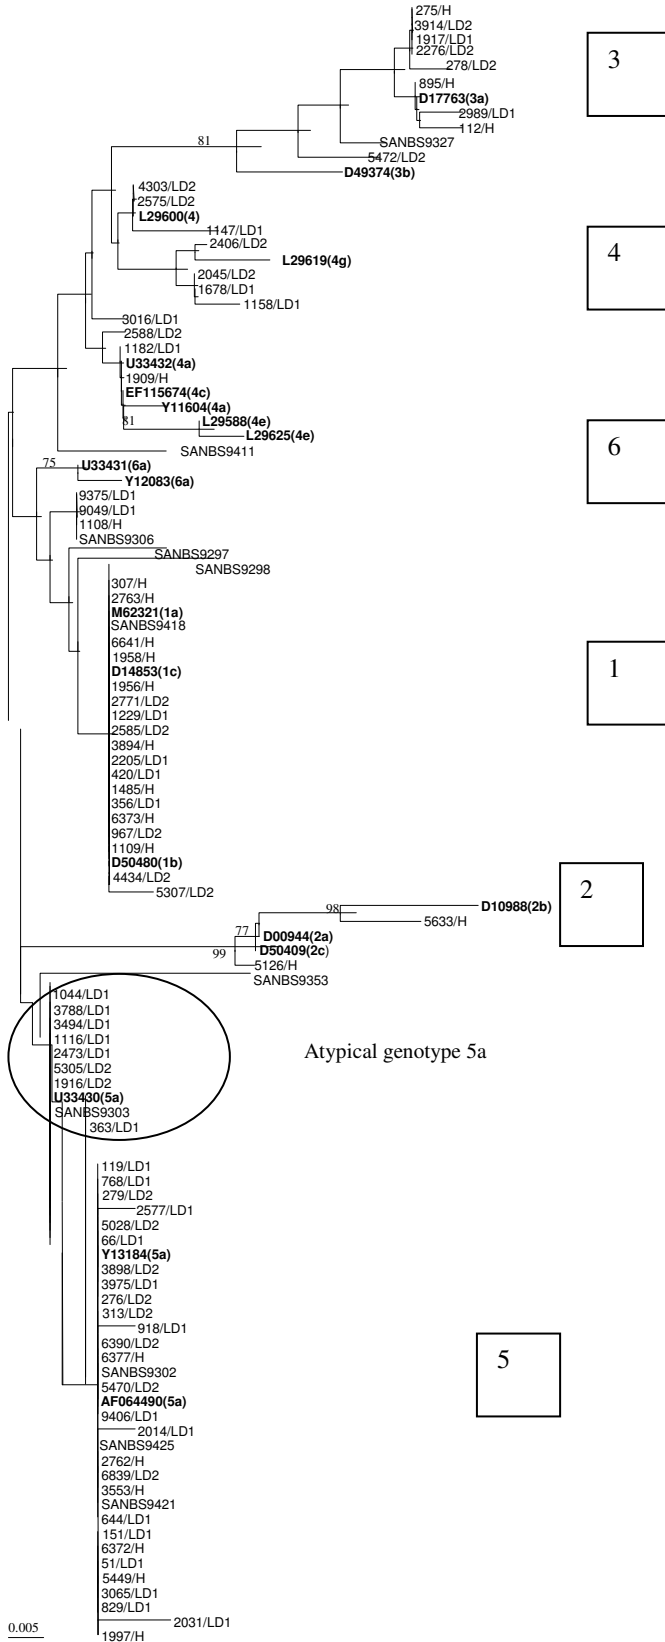 275/H
3914/LD2
1917/LD1
2276/LD2
278/LD2
3
895/H
D17763(3a)
2989/LD1
112/H
81
SANBS9327
5472/LD2
D49374(3b)
4303/LD2
2575/LD2
L29600(4)
1147/LD1
2406/LD2
4
L29619(4g)
2045/LD2
1678/LD1
1158/LD1
3016/LD1
2588/LD2
1182/LD1
U33432(4a)
1909/H
EF115674(4c)
Y11604(4a)
81
L29588(4e)
L29625(4e)
SANBS9411
6
75
U33431(6a)
Y12083(6a)
9375/LD1
9049/LD1
1108/H
SANBS9306
SANBS9297
SANBS9298
307/H
2763/H
M62321(1a)
SANBS9418
6641/H
1958/H
D14853(1c)
1
1956/H
2771/LD2
1229/LD1
2585/LD2
3894/H
2205/LD1
420/LD1
1485/H
356/LD1
6373/H
967/LD2
1109/H
D50480(1b)
4434/LD2
5307/LD2
2
98
D10988(2b)
5633/H
77
D00944(2a)
99
D50409(2c)
5126/H
SANBS9353
1044/LD1
3788/LD1
3494/LD1
1116/LD1
2473/LD1
Atypical genotype 5a
5305/LD2
1916/LD2
U33430(5a)
SANBS9303
363/LD1
119/LD1
768/LD1
279/LD2
2577/LD1
5028/LD2
66/LD1
Y13184(5a)
3898/LD2
3975/LD1
276/LD2
313/LD2
918/LD1
6390/LD2
6377/H
5
SANBS9302
5470/LD2
AF064490(5a)
9406/LD1
2014/LD1
SANBS9425
2762/H
6839/LD2
3553/H
SANBS9421
644/LD1
151/LD1
6372/H
51/LD1
5449/H
3065/LD1
829/LD1
2031/LD1
1997/H
0.005